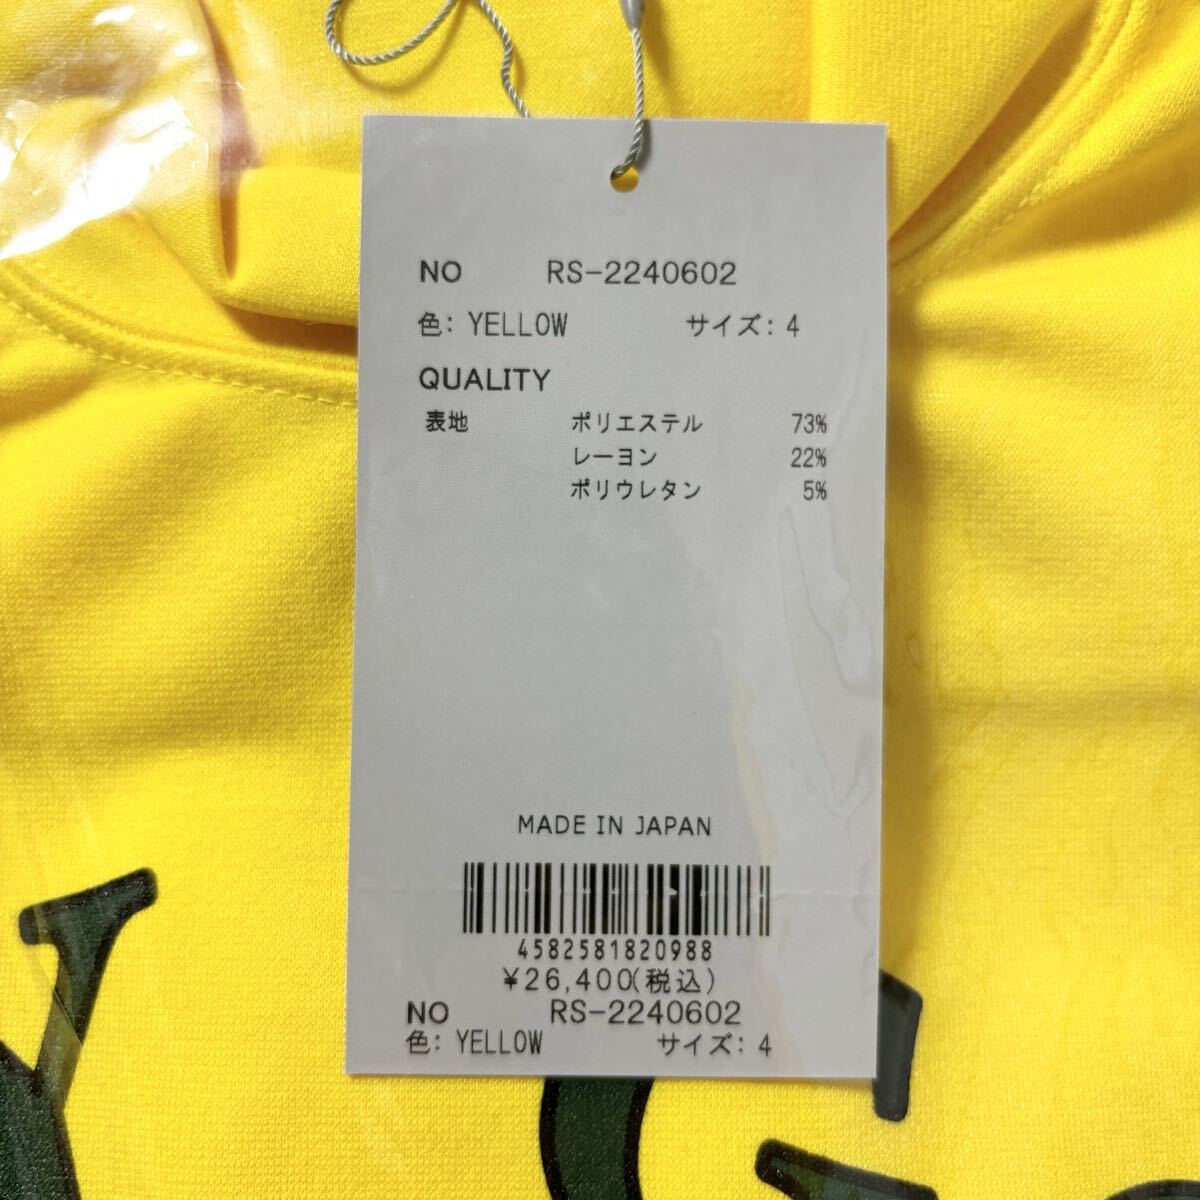 NO RS-2240602
色: YELLOW サイズ: 4
QUALITY
表地 ポリエステル 73%
レーヨン 22%
ポリウレタン 5%
MADE IN JAPAN
4582581820988
¥26,400(税込)
NO RS-2240602
色: YELLOW サイズ: 4